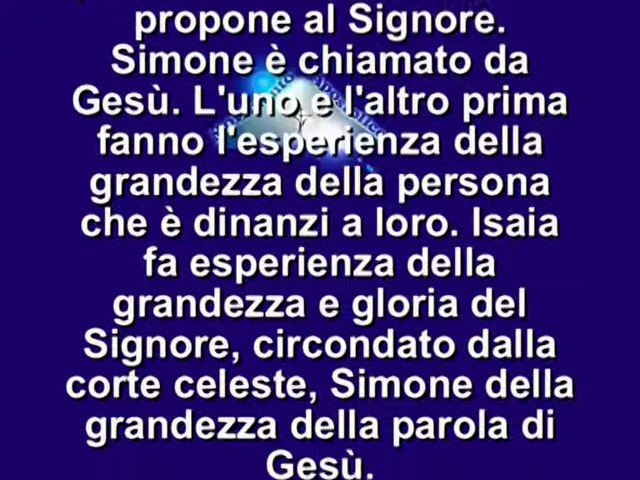 propone al Signore.
Simone è chiamato da
Gesù. L'uno e l'altro prima
fanno l'esperienza della
grandezza della persona
che è dinanzi a loro. Isaia
fa esperienza della
grandezza e gloria del
Signore, circondato dalla
corte celeste, Simone della
grandezza della parola di
Gesù.